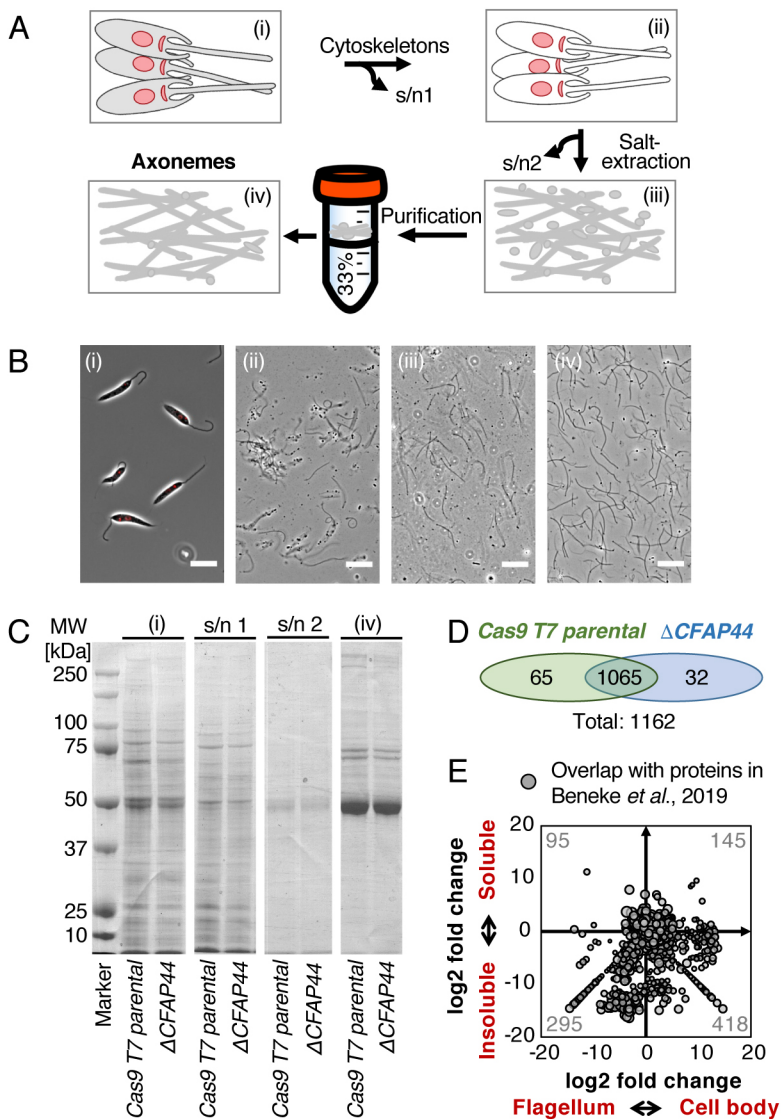 A
(i)
Cytoskeletons
s/n1
(ii)
Axonemes
s/n2
Salt-
extraction
(iv)
33%
Purification
(iii)
B
(i)
(ii)
(iii)
(iv)
C
MW
[kDa]
(i)
s/n 1
s/n 2
(iv)
250
100
75
50
37
25
10
Marker
Cas9 T7 parental
ΔCFAP44
Cas9 T7 parental
ΔCFAP44
Cas9 T7 parental
ΔCFAP44
Cas9 T7 parental
ΔCFAP44
D
Cas9 T7 parental
ΔCFAP44
65
1065
32
Total: 1162
E
Overlap with proteins in
Beneke et al., 2019
log2 fold change
Insoluble ↔ Soluble
20
10
0
-10
-20
95
145
295
418
-20
-10
0
10
20
log2 fold change
Flagellum ↔ Cell body